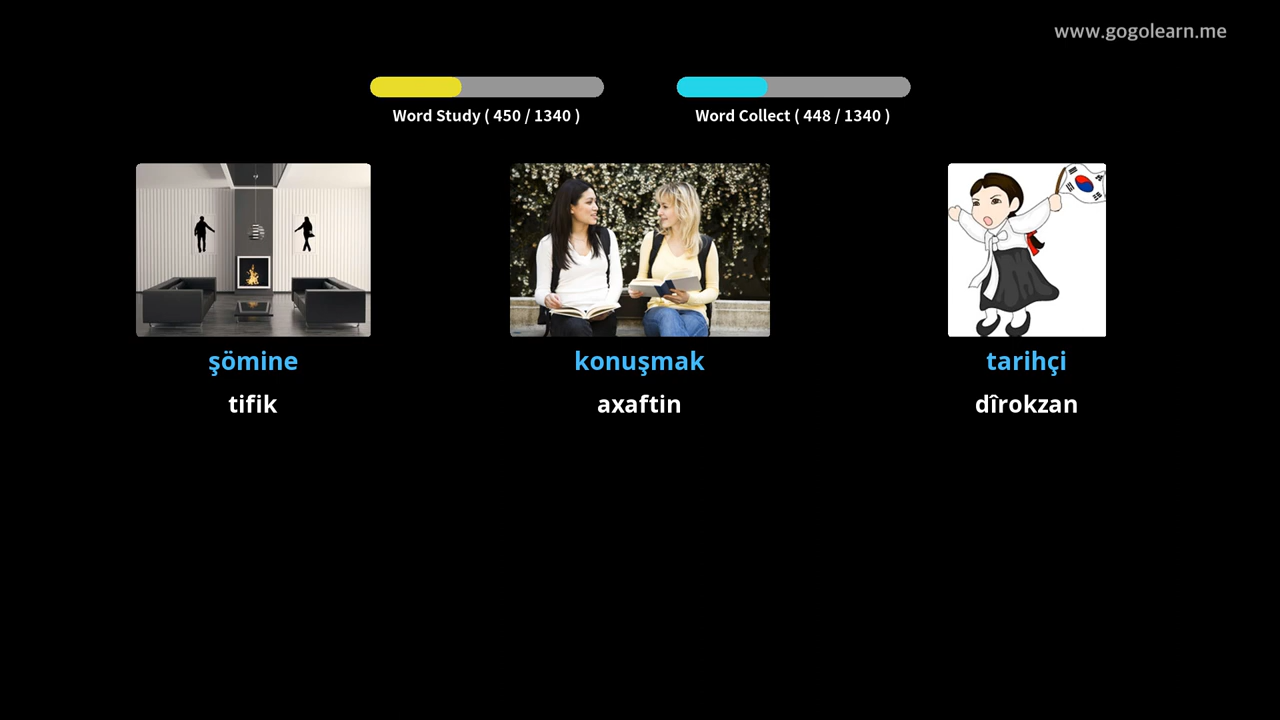 www.gogolearn.me
Word Study ( 450 / 1340 )
Word Collect ( 448 / 1340 )
şömine
tifik
konuşmak
axaftin
tarihçi
dîrokzan